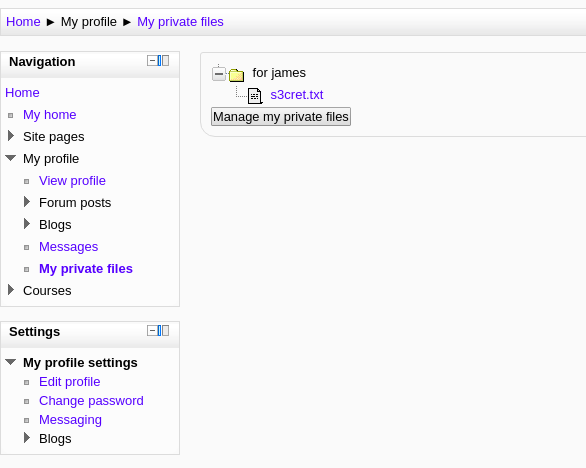 Home ► My profile ► My private files
Navigation
Home
My home
Site pages
My profile
View profile
Forum posts
Blogs
Messages
My private files
Courses
Settings
My profile settings
Edit profile
Change password
Messaging
Blogs
for james
s3cret.txt
Manage my private files